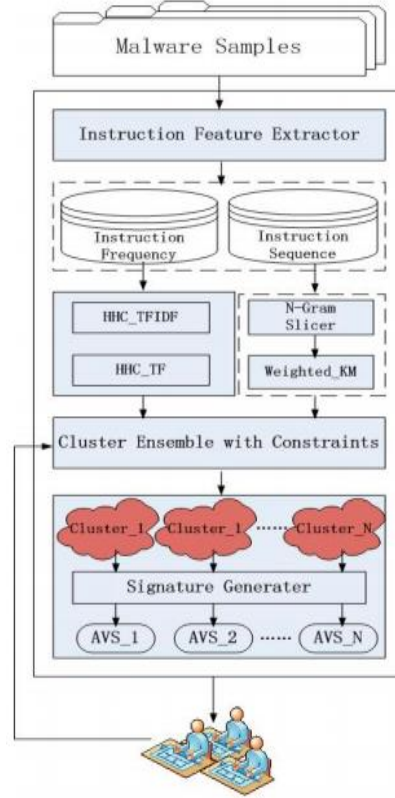 Malware Samples
Instruction Feature Extractor
Instruction
Frequency
Instruction
Sequence
HHC_TFIDF
HHC_TF
N-Gram
Slicer
Weighted_KM
Cluster Ensemble with Constraints
Cluster_1 Cluster_1 ...... Cluster_N
Signature Generater
AVS_1 AVS_2 ...... AVS_N